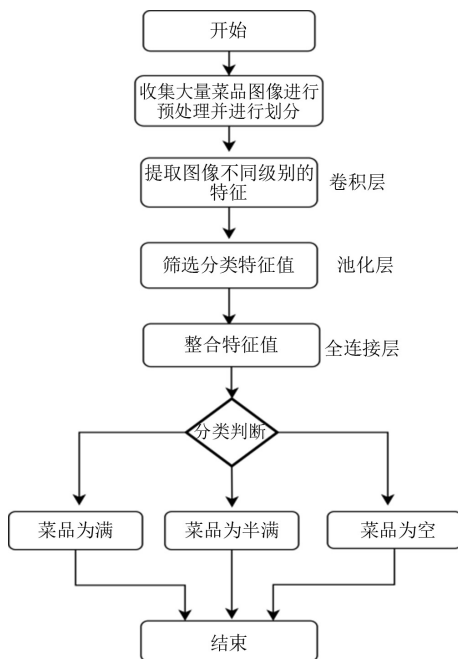 开始
收集大量菜品图像进行
预处理并进行划分
提取图像不同级别的
特征
卷积层
筛选分类特征值
池化层
整合特征值
全连接层
分类判断
菜品为满
菜品为半满
菜品为空
结束